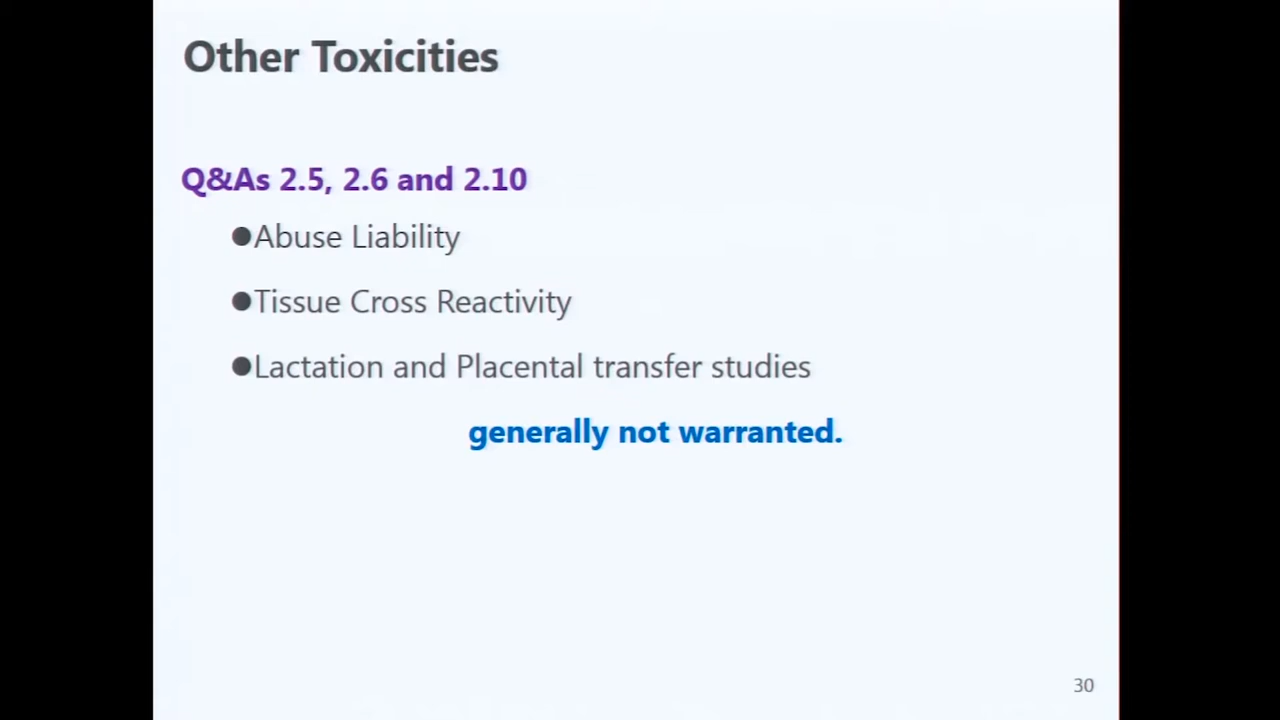 Other Toxicities
Q&As 2.5, 2.6 and 2.10
●Abuse Liability
●Tissue Cross Reactivity
●Lactation and Placental transfer studies
generally not warranted.
30